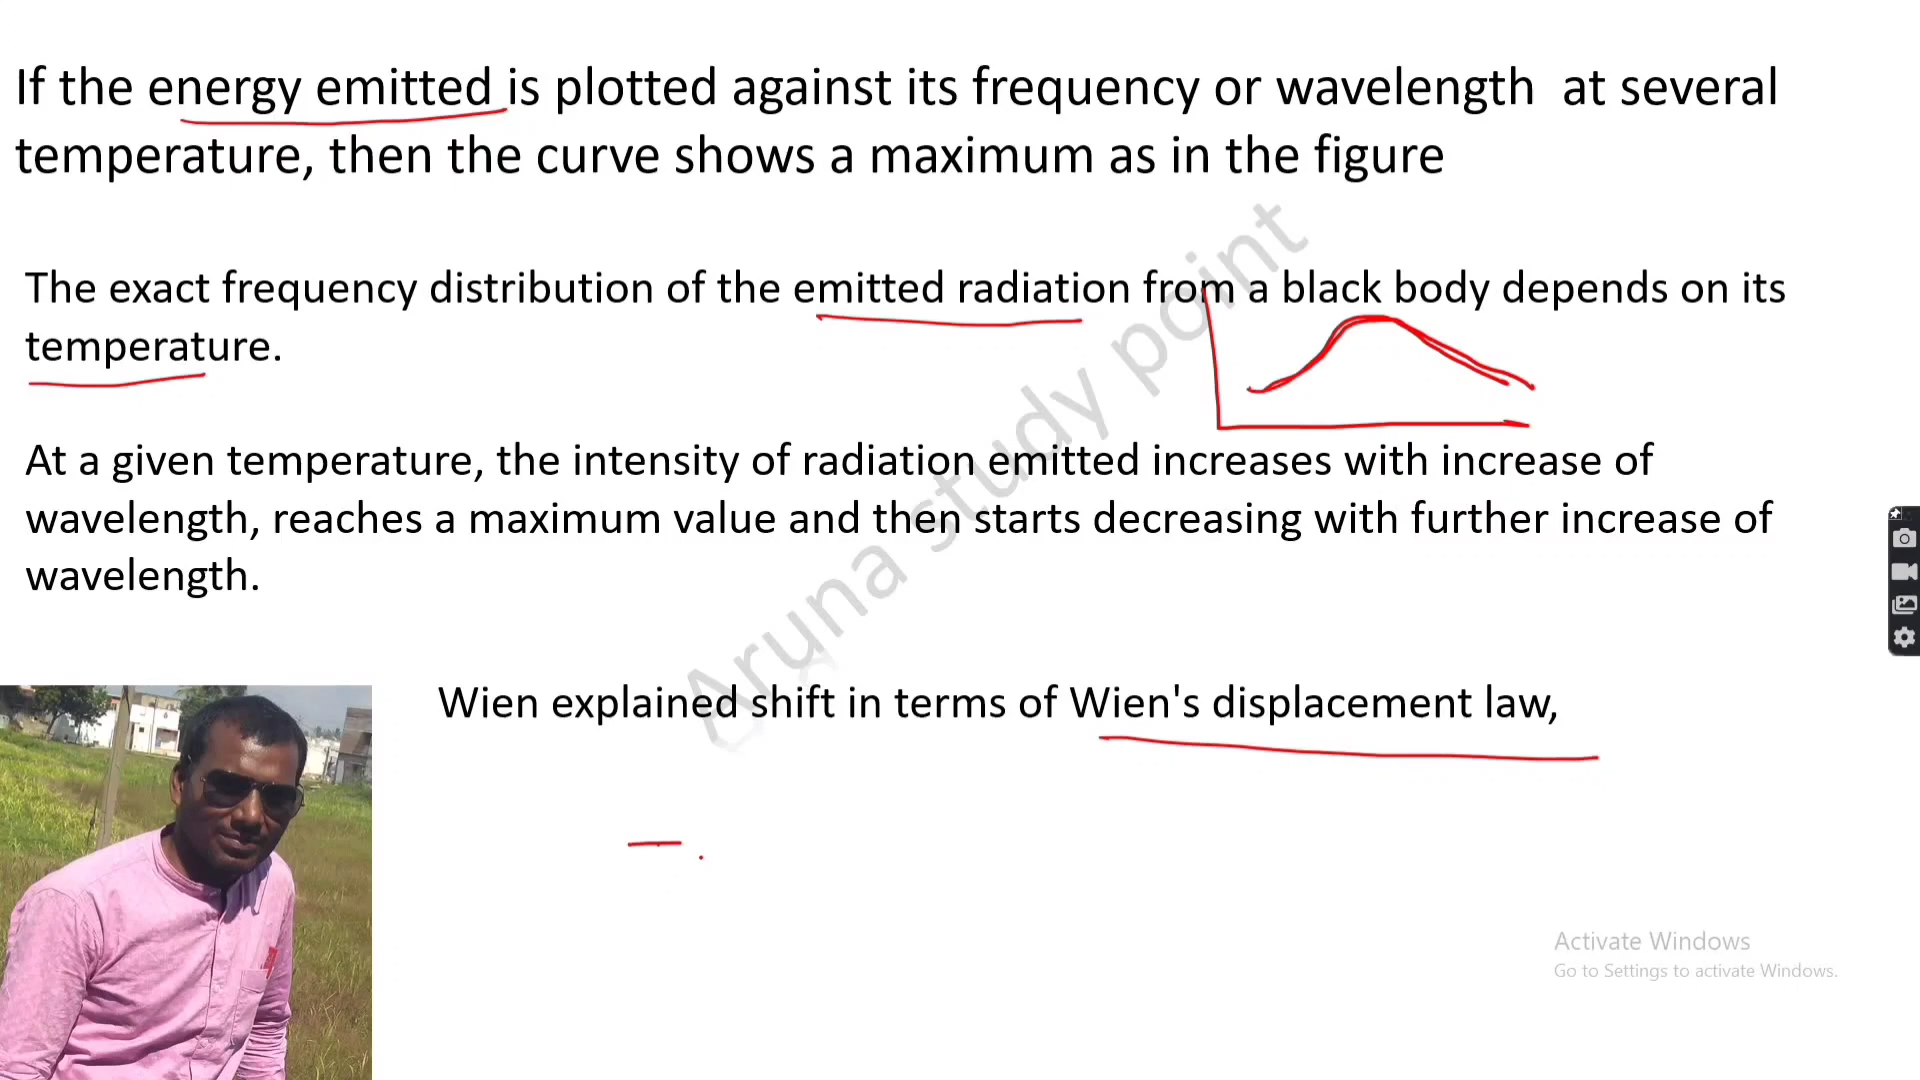 If the energy emitted is plotted against its frequency or wavelength at several
temperature, then the curve shows a maximum as in the figure
The exact frequency distribution of the emitted radiation from a black body depends on its
temperature.
At a given temperature, the intensity of radiation emitted increases with increase of
wavelength, reaches a maximum value and then starts decreasing with further increase of
wavelength.
Aruna study point
Wien explained shift in terms of Wien's displacement law,
Activate Windows
Go to Settings to activate Windows.